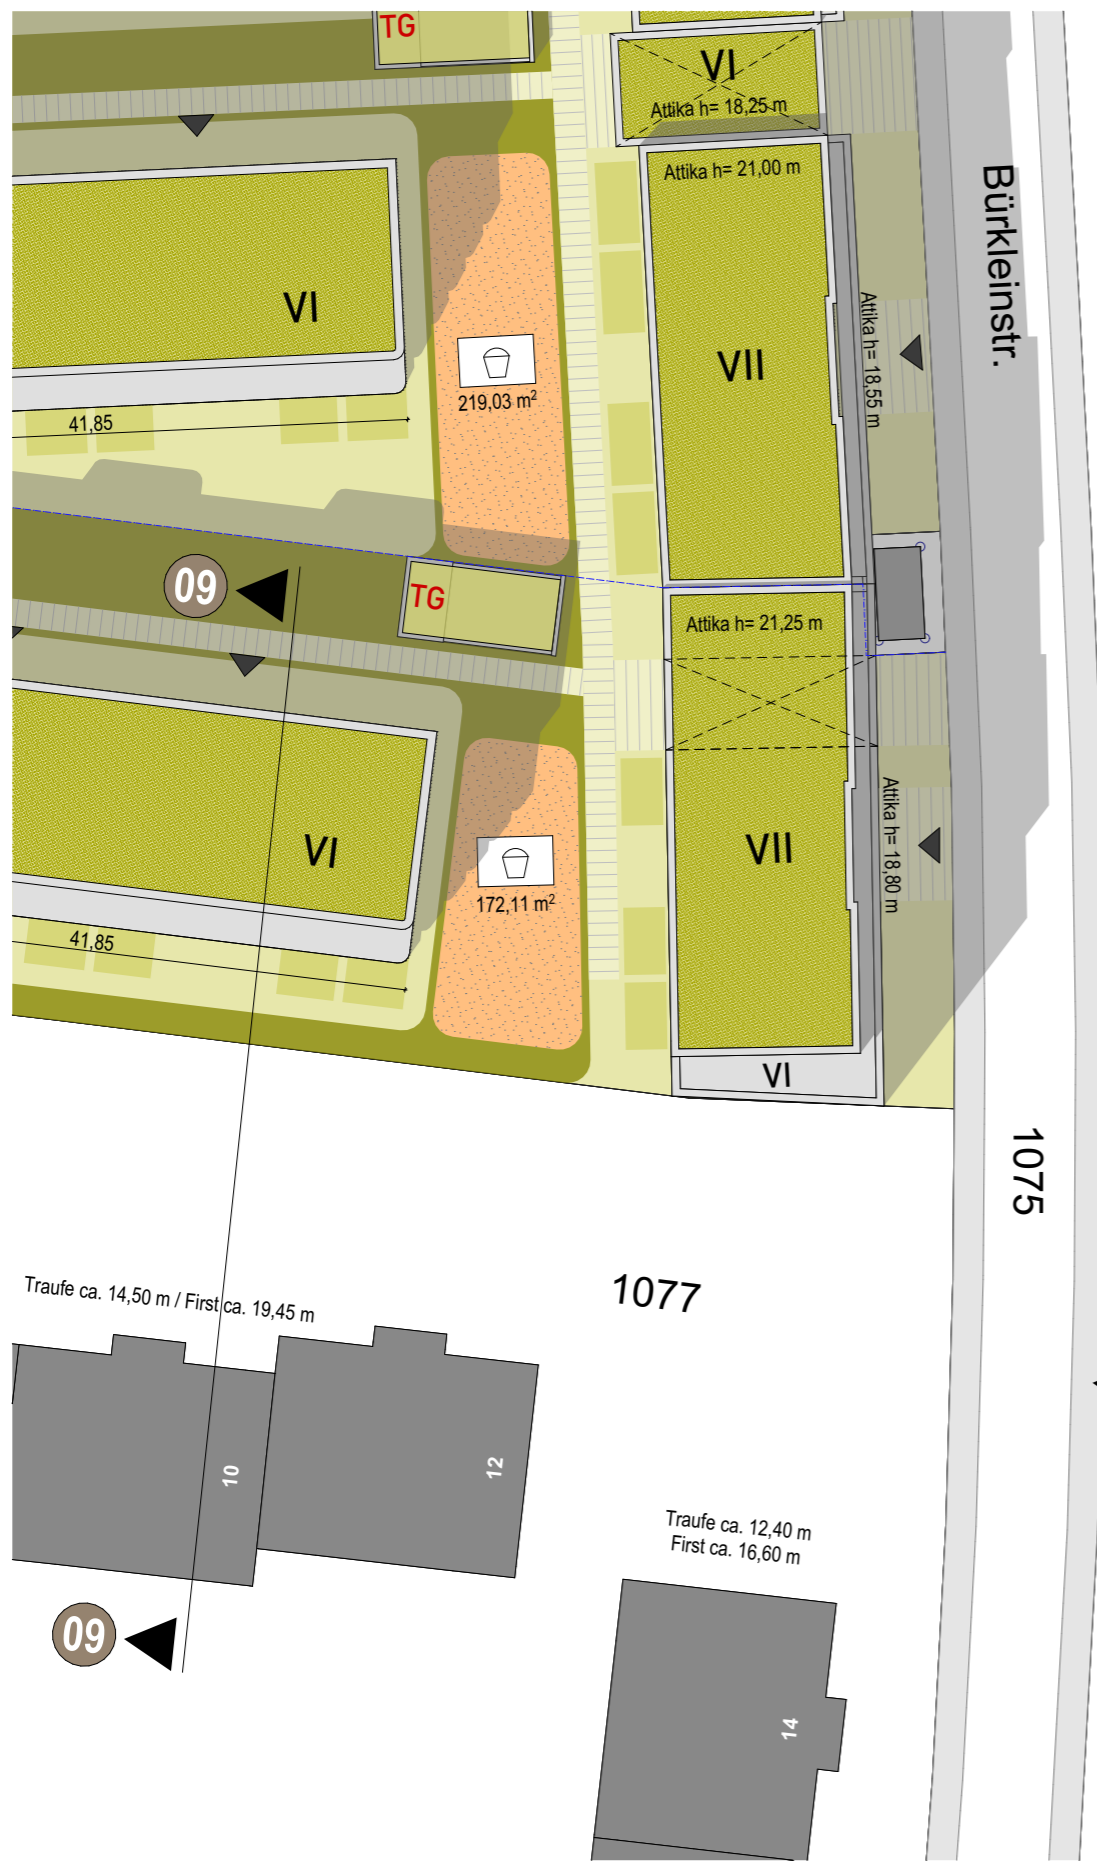 TG
VI
Attika h= 18,25 m
Attika h= 21,00 m
Bürkleinstr.
VI
VII
Attika h= 18,55 m
219,03 m²
41,85
09
TG
Attika h= 21,25 m
VI
VII
Attika h= 18,80 m
172,11 m²
41,85
VI
1075
1077
Traufe ca. 14,50 m / First ca. 19,45 m
10
12
Traufe ca. 12,40 m
First ca. 16,60 m
09
14